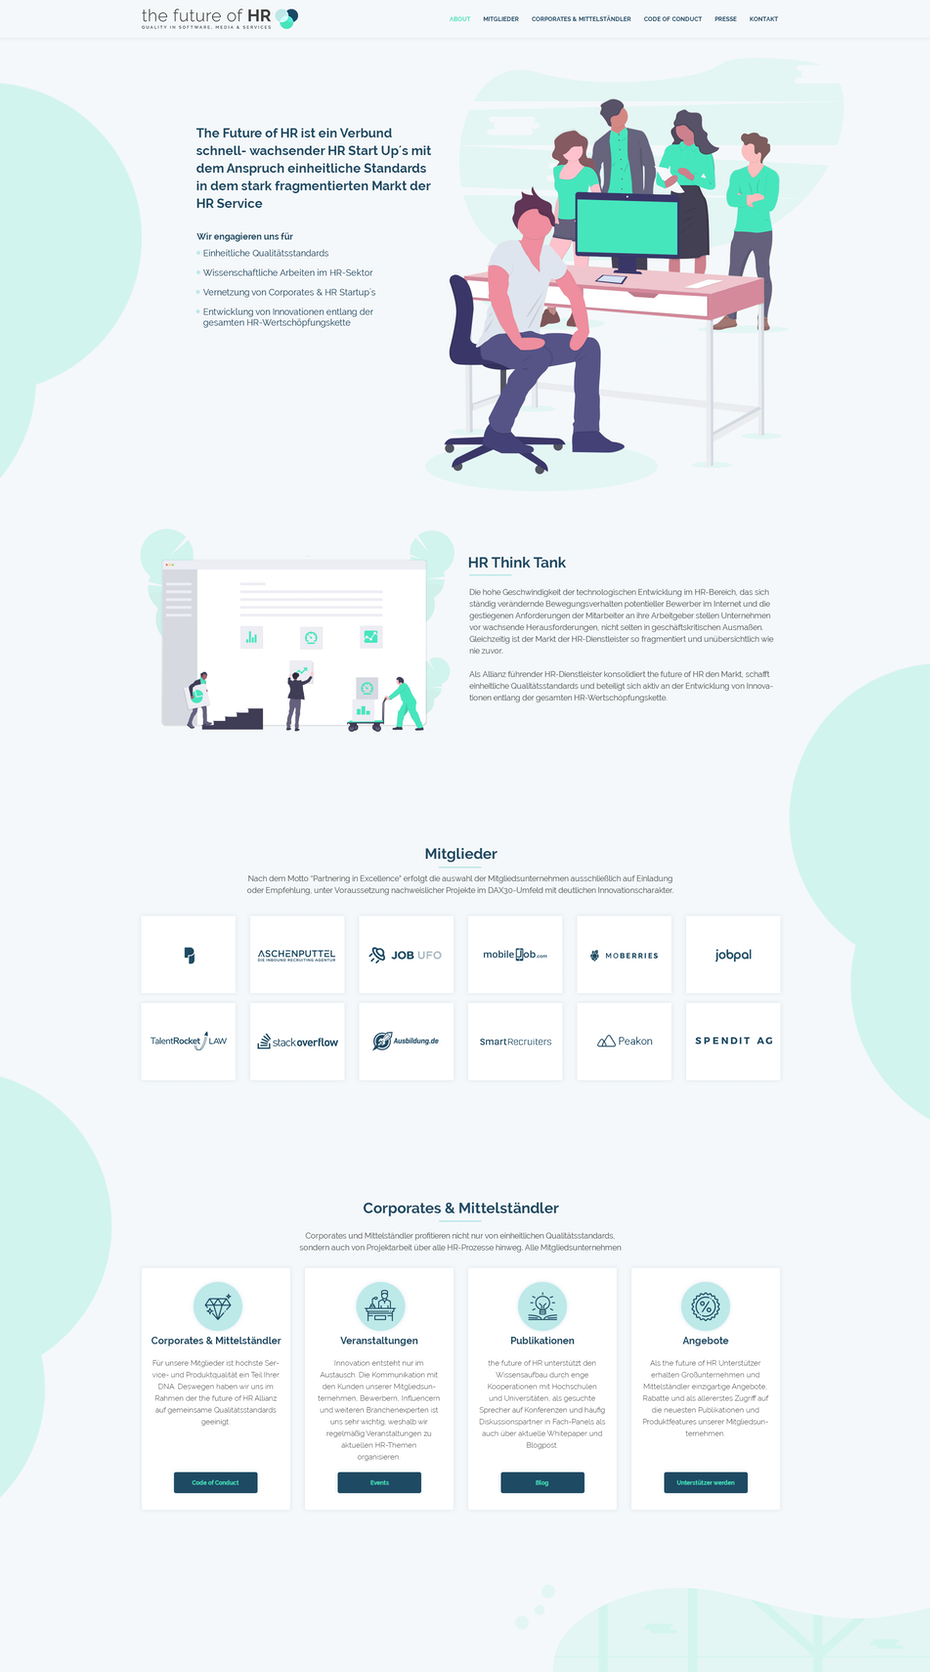 the future of HR
QUALITY IN SOFTWARE, MEDIA & SERVICES
ABOUT MITGLIEDER CORPORATES & MITTELSTÄNDLER CODE OF CONDUCT PRESSE KONTAKT
The Future of HR ist ein Verbund
schnell- wachsender HR Start Up´s mit
dem Anspruch einheitliche Standards
in dem stark fragmentierten Markt der
HR Service
Wir engagieren uns für
Einheitliche Qualitätsstandards
Wissenschaftliche Arbeiten im HR-Sektor
Vernetzung von Corporates & HR Startup´s
Entwicklung von Innovationen entlang der
gesamten HR-Wertschöpfungskette
HR Think Tank
Die hohe Geschwindigkeit der technologischen Entwicklung im HR-Bereich, das sich
ständig verändernde Bewegungsverhalten potentieller Bewerber im Internet und die
gestiegenen Anforderungen der Mitarbeiter an Ihre Arbeitgeber stellen Unternehmen
vor wachsende Herausforderungen, nicht selten in geschäftskritischen Ausmaßen.
Gleichzeitig ist der Markt der HR-Dienstleister so fragmentiert und unübersichtlich wie
nie zuvor.
Als Allianz führender HR-Dienstleister konsolidiert the future of HR den Markt, schafft
einheitliche Qualitätsstandards und beteiligt sich aktiv an der Entwicklung von Innova-
tionen entlang der gesamten HR-Wertschöpfungskette.
Mitglieder
Nach dem Motto "Partnering in Excellence" erfolgt die auswahl der Mitgliedsunternehmen ausschließlich auf Einladung
oder Empfehlung, unter Voraussetzung nachweislicher Projekte im DAX30-Umfeld mit deutlichen Innovationscharakter.
ASCHENPUTTEL
DIE INBOUND RECRUITING AGENTUR
JOB UFO
mobileJob.com
MOBERRIES
jobpal
TalentRocket LAW
stackoverflow
Ausbildung.de
SmartRecruiters
Peakon
SPENDIT AG
Corporates & Mittelständler
Corporates und Mittelständler profitieren nicht nur von einheitlichen Qualitätsstandards,
sondern auch von Projektarbeit über alle HR-Prozesse hinweg. Alle Mitgliedsunternehmen
Corporates & Mittelständler
Für unsere Mitglieder ist höchste Ser-
vice- und Produktqualität ein Teil Ihrer
DNA. Deswegen haben wir uns im
Rahmen der the future of HR Allianz
auf gemeinsame Qualitätsstandards
geeinigt.
Code of Conduct
Veranstaltungen
Innovation entsteht nur im
Austausch. Die Kommunikation mit
den Kunden unserer Mitgliedsun-
ternehmen, Bewerbern, Influencern
und weiteren Branchenexperten ist
uns sehr wichtig, weshalb wir
regelmäßig Veranstaltungen zu
aktuellen HR-Themen
organisieren.
Events
Publikationen
the future of HR unterstützt den
Wissensaufbau durch enge
Kooperationen mit Hochschulen
und Universitäten, als gesuchte
Sprecher auf Konferenzen und häufig
Diskussionspartner in Fach-Panels als
auch über aktuelle Whitepaper und
Blogpost.
Blog
Angebote
Als the future of HR Unterstützer
erhalten Großunternehmen und
Mittelständler einzigartige Angebote,
Rabatte und als allererstes Zugriff auf
die neuesten Publikationen und
Produktfeatures unserer Mitgliedsun-
ternehmen.
Unterstützer werden